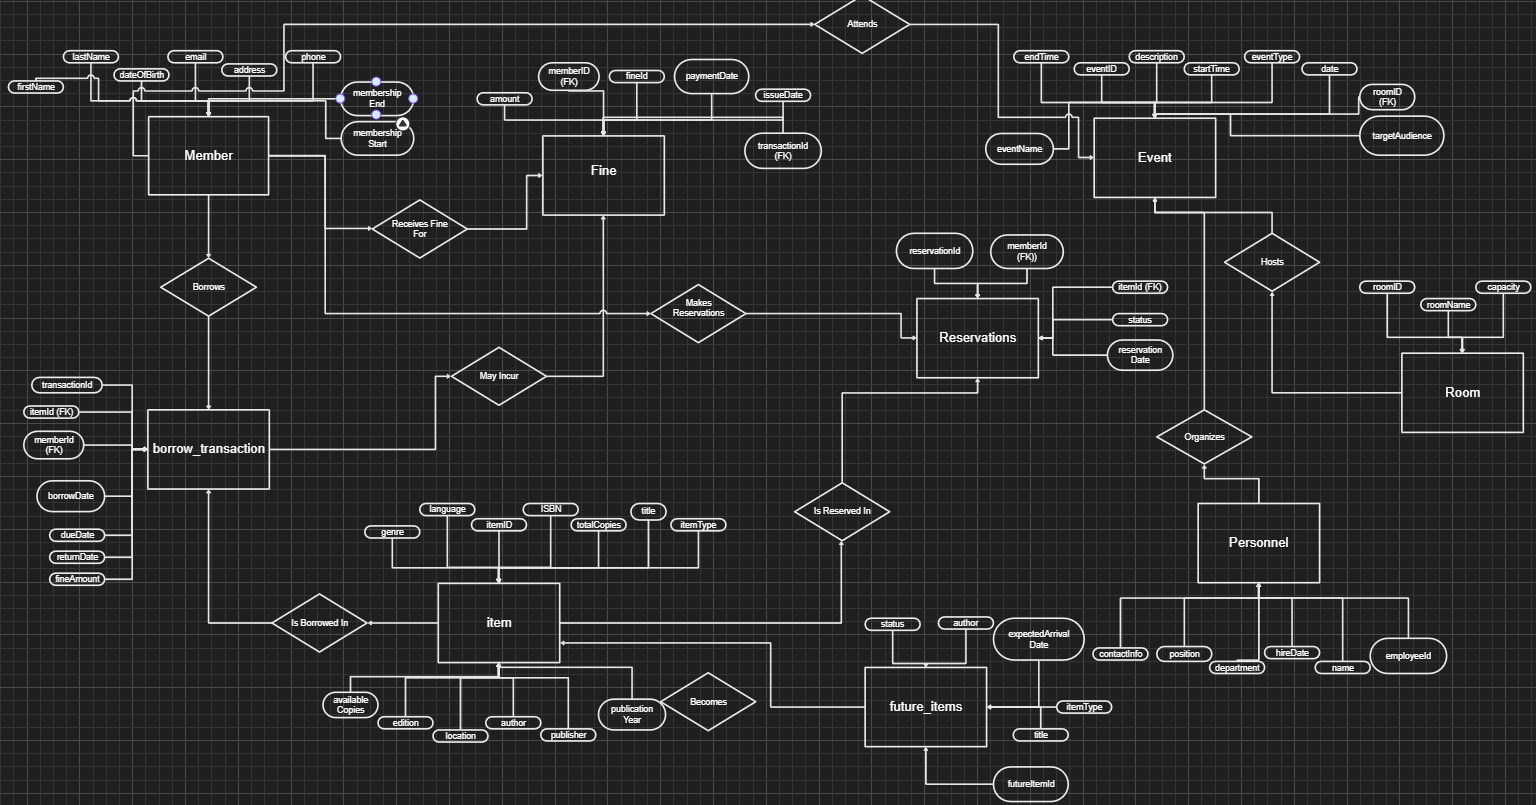 Attends
lastName
email
phone
firstName
dateOfBirth
address
membership
End
membership
Start
Member
memberID
(FK)
fineId
paymentDate
amount
issueDate
transactionId
(FK)
Fine
endTime
description
eventType
eventID
startTime
date
roomID
(FK)
targetAudience
eventName
Event
Receives Fine
For
Borrows
Makes
Reservations
reservationId
memberId
(FK))
itemId (FK)
status
reservation
Date
Reservations
Hosts
roomID
capacity
roomName
Room
May Incur
transactionId
itemId (FK)
memberId
(FK)
borrowDate
dueDate
returnDate
fineAmount
borrow_transaction
Organizes
Is Reserved In
Personnel
contactInfo
position
department
hireDate
name
employeeId
genre
language
itemID
ISBN
totalCopies
title
itemType
item
Is Borrowed In
available
Copies
edition
location
author
publisher
publication
Year
Becomes
status
author
expectedArrival
Date
future_items
itemType
title
futureItemId